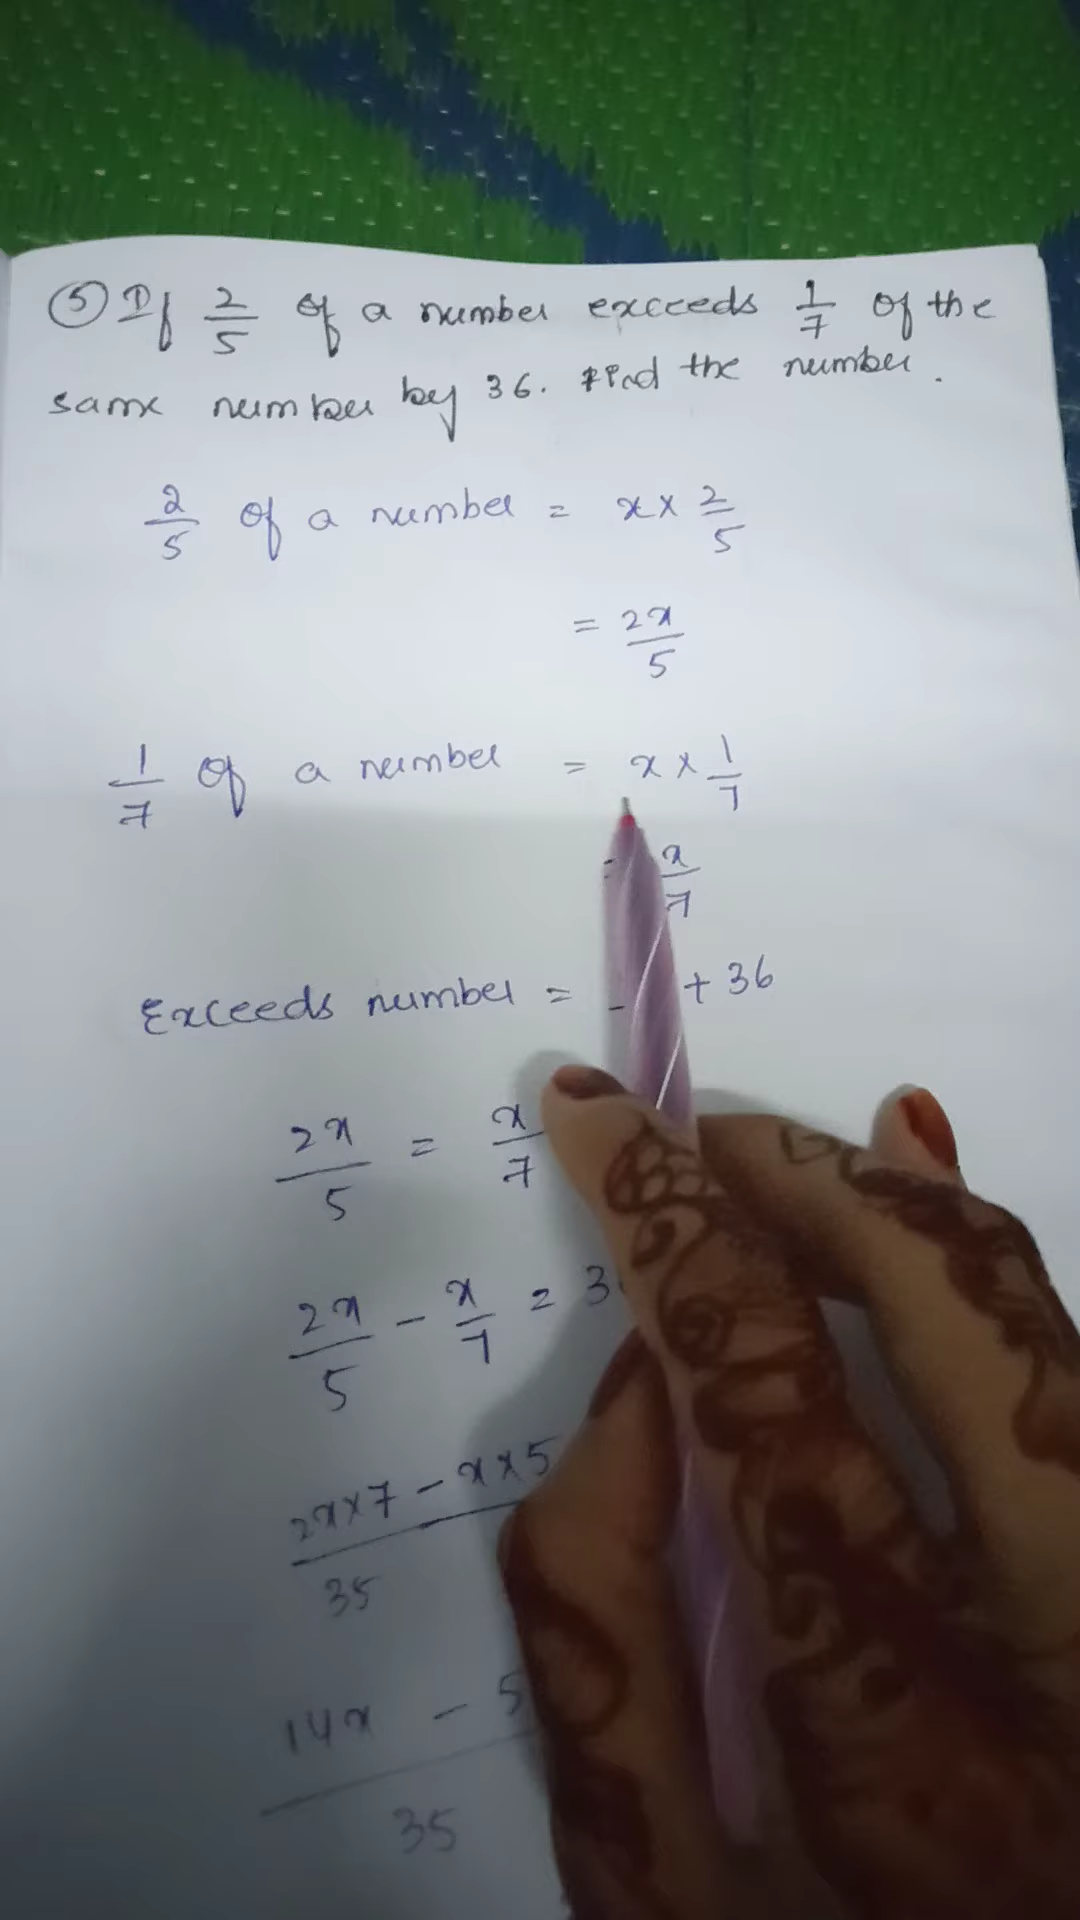 ⑤ If 2/5 of a number exceeds 1/7 of the
same number by 36. Find the number.
2/5 of a number = x × 2/5
= 2x/5
1/7 of a number = x × 1/7
= x/7
Exceeds number = + 36
2x/5 = x/7
2x/5 - x/7 = 3
2x×7 - x×5
35
14x - 5
35